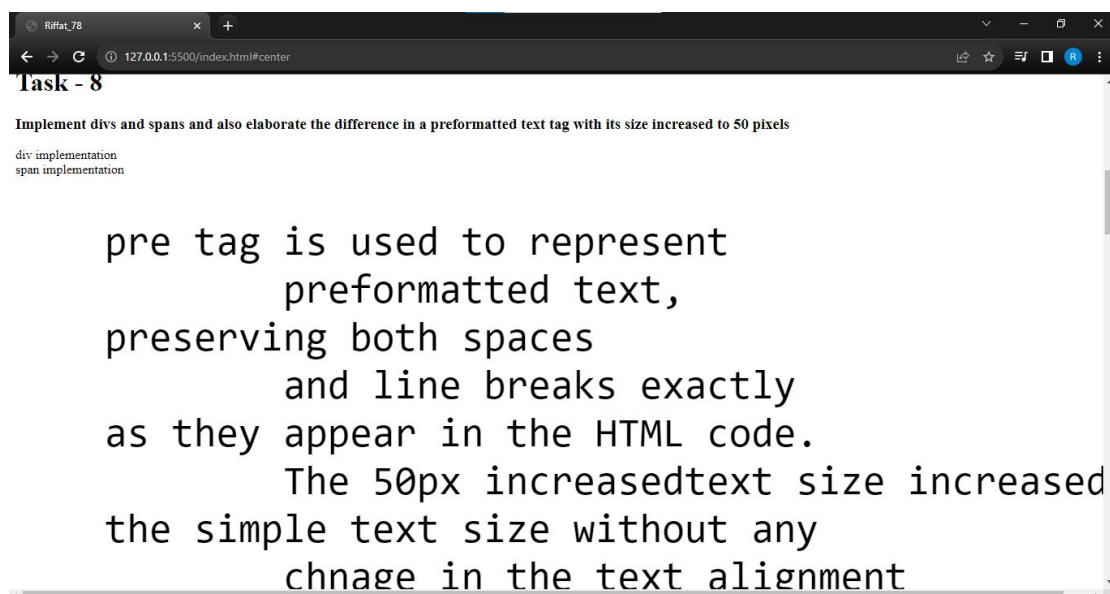 Riffat_78
127.0.0.1:5500/index.html#center
R
Task - 8
Implement divs and spans and also elaborate the difference in a preformatted text tag with its size increased to 50 pixels
div implementation
span implementation
pre tag is used to represent
preformatted text,
preserving both spaces
and line breaks exactly
as they appear in the HTML code.
The 50px increasedtext size increased
the simple text size without any
chnage in the text alignment